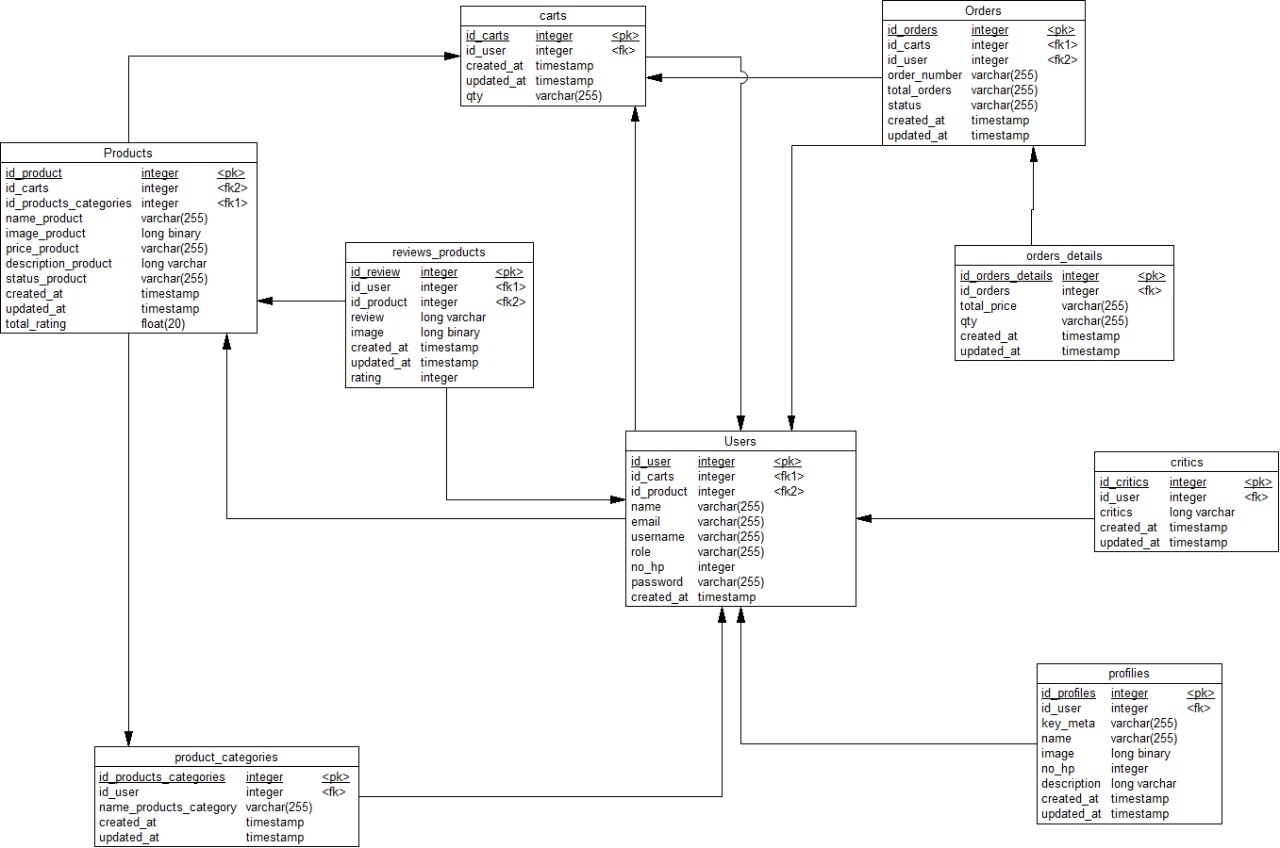 carts
id_carts integer <pk>
id_user integer <fk>
created_at timestamp
updated_at timestamp
qty varchar(255)
Orders
id_orders integer <pk>
id_carts integer <fk1>
id_user integer <fk2>
order_number varchar(255)
total_orders varchar(255)
status varchar(255)
created_at timestamp
updated_at timestamp
Products
id_product integer <pk>
id_carts integer <fk2>
id_products_categories integer <fk1>
name_product varchar(255)
image_product long binary
price_product varchar(255)
description_product long varchar
status_product varchar(255)
created_at timestamp
updated_at timestamp
total_rating float(20)
reviews_products
id_review integer <pk>
id_user integer <fk1>
id_product integer <fk2>
review long varchar
image long binary
created_at timestamp
updated_at timestamp
rating integer
orders_details
id_orders_details integer <pk>
id_orders integer <fk>
total_price varchar(255)
qty varchar(255)
created_at timestamp
updated_at timestamp
Users
id_user integer <pk>
id_carts integer <fk1>
id_product integer <fk2>
name varchar(255)
email varchar(255)
username varchar(255)
role varchar(255)
no_hp integer
password varchar(255)
created_at timestamp
critics
id_critics integer <pk>
id_user integer <fk>
critics long varchar
created_at timestamp
updated_at timestamp
profilies
id_profiles integer <pk>
id_user integer <fk>
key_meta varchar(255)
name varchar(255)
image long binary
no_hp integer
description long varchar
created_at timestamp
updated_at timestamp
product_categories
id_products_categories integer <pk>
id_user integer <fk>
name_products_category varchar(255)
created_at timestamp
updated_at timestamp